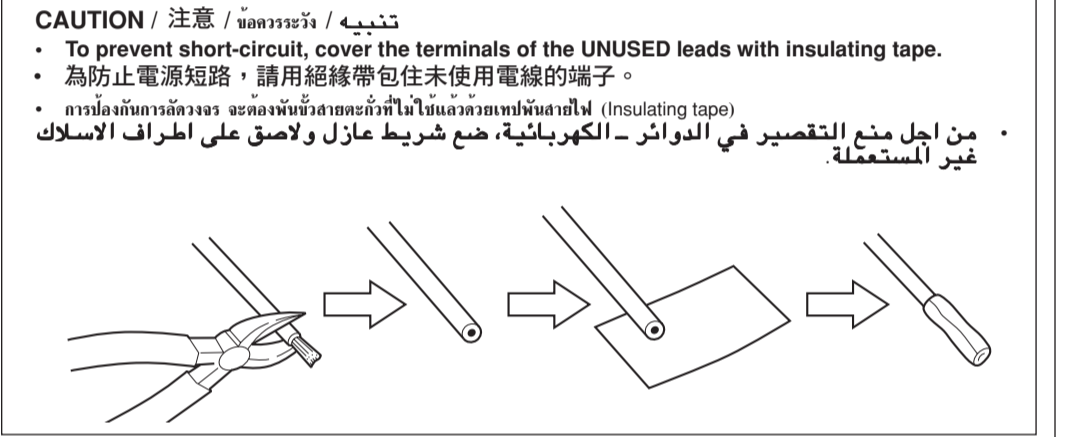 CAUTION / 注意 / ข้อควรระวัง / تنبيه
• To prevent short-circuit, cover the terminals of the UNUSED leads with insulating tape.
• 為防止電源短路，請用絕緣帶包住未使用電線的端子。
• การป้องกันการลัดวงจร จะต้องพันขั้วสายตะกั่วที่ไม่ใช้แล้วด้วยเทปพันสายไฟ (Insulating tape)
• من اجل منع التقصير في الدوائر ــ الكهربائية، ضع شريط عازل ولاصق على اطراف الاسلاك
غير المستعملة.